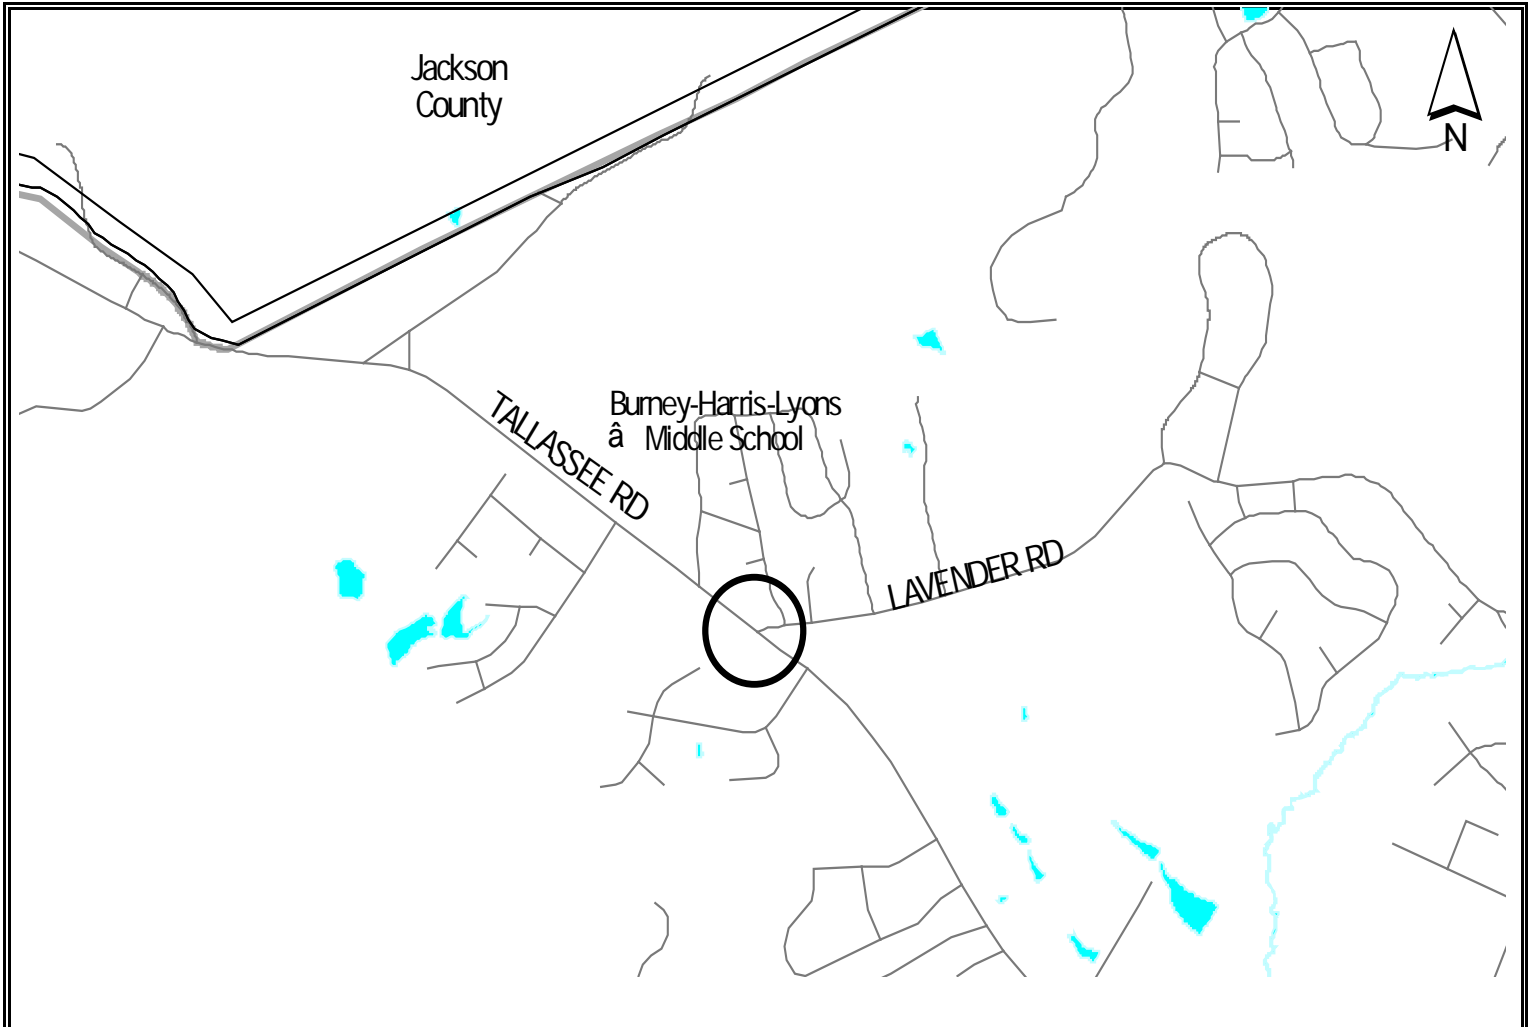 Jackson
County
N
Burney-Harris-Lyons
â Middle School
TALLASSEE RD
LAVENDER RD